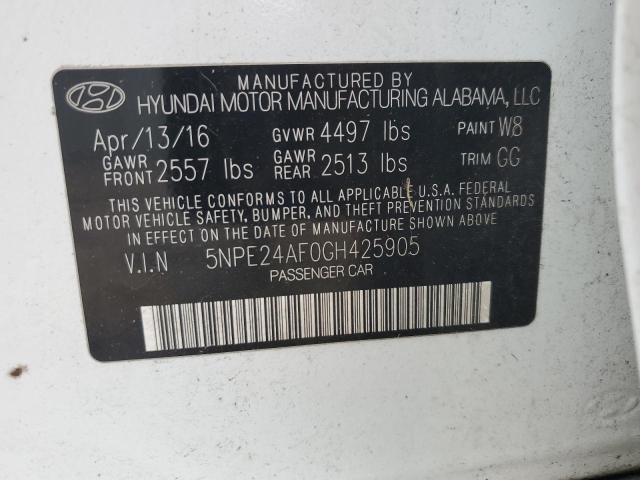 MANUFACTURED BY
HYUNDAI MOTOR MANUFACTURING ALABAMA, LLC
Apr/13/16 GVWR 4497 lbs PAINT W8
GAWR FRONT 2557 lbs GAWR REAR 2513 lbs TRIM GG
THIS VEHICLE CONFORMS TO ALL APPLICABLE U.S.A. FEDERAL
MOTOR VEHICLE SAFETY, BUMPER, AND THEFT PREVENTION STANDARDS
IN EFFECT ON THE DATE OF MANUFACTURE SHOWN ABOVE.
V.I.N 5NPE24AF0GH425905
PASSENGER CAR